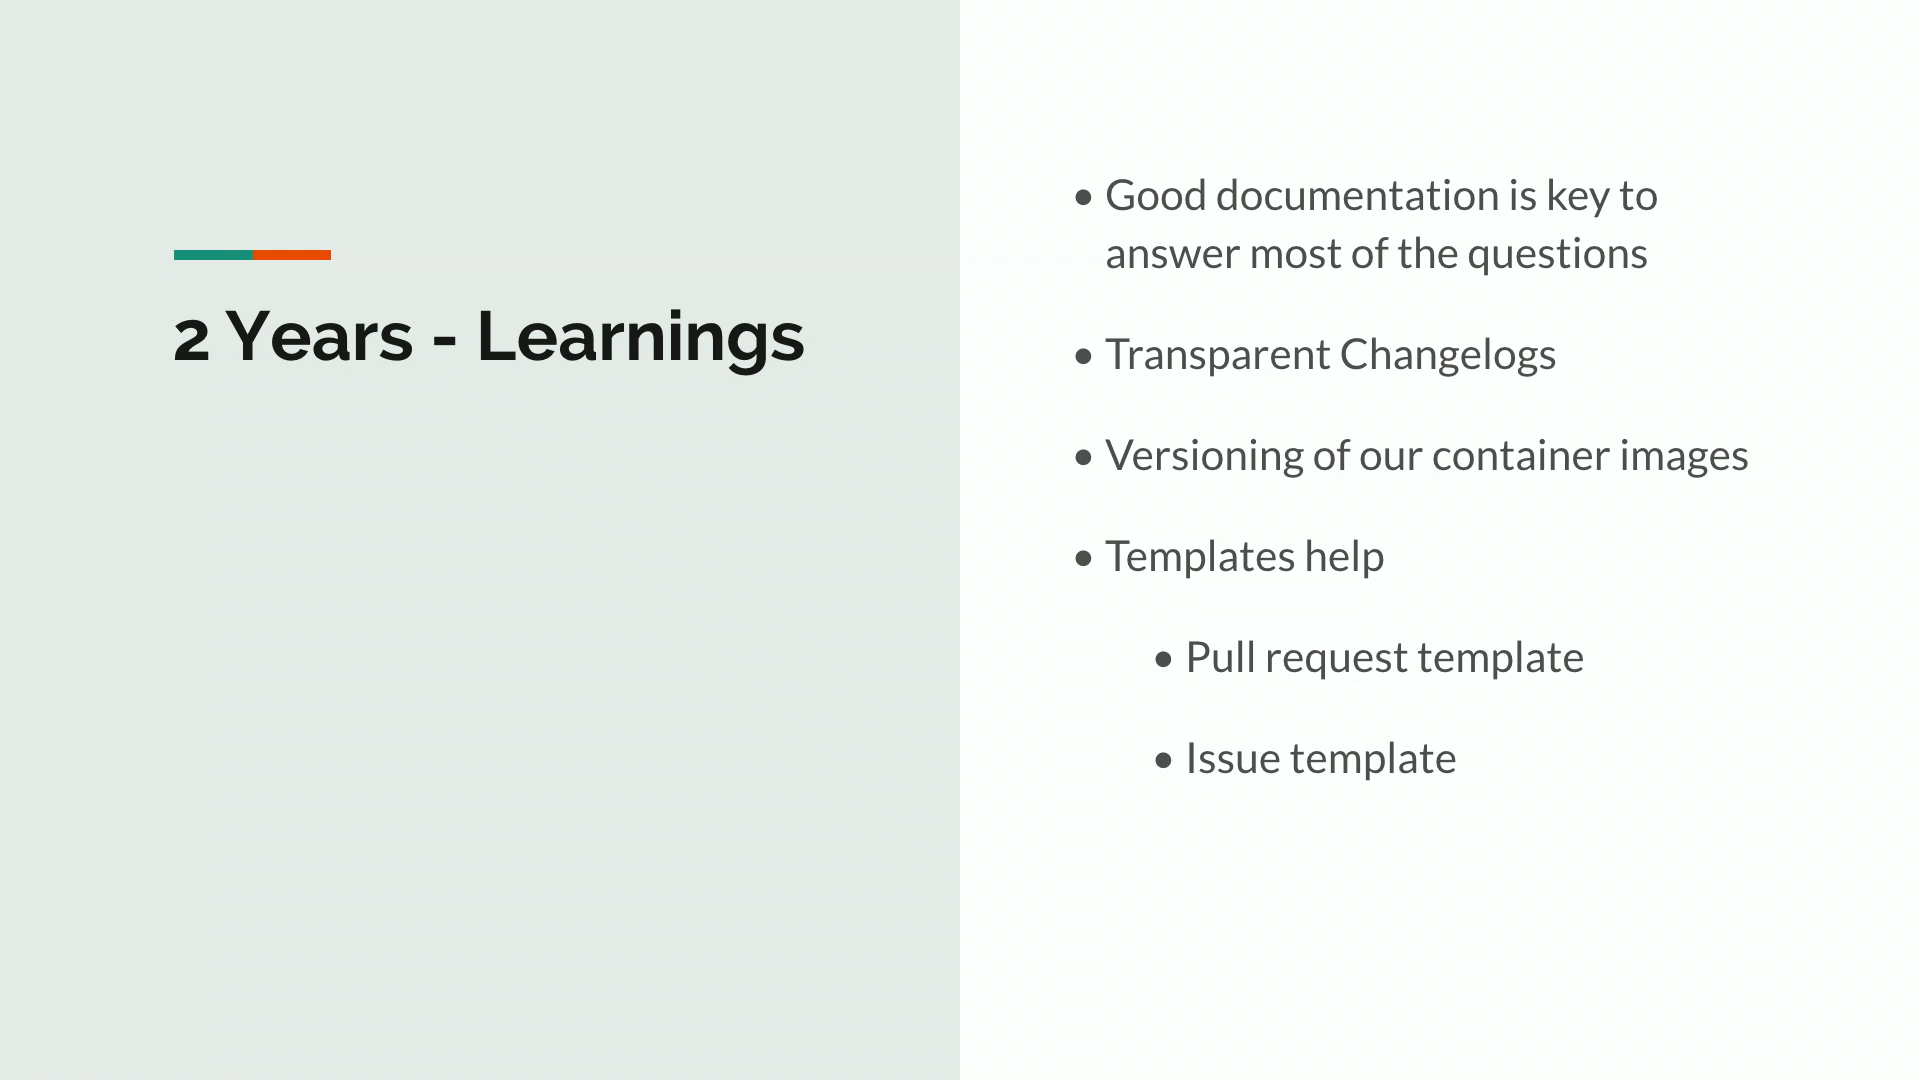 2 Years - Learnings
• Good documentation is key to
answer most of the questions
• Transparent Changelogs
• Versioning of our container images
• Templates help
• Pull request template
• Issue template